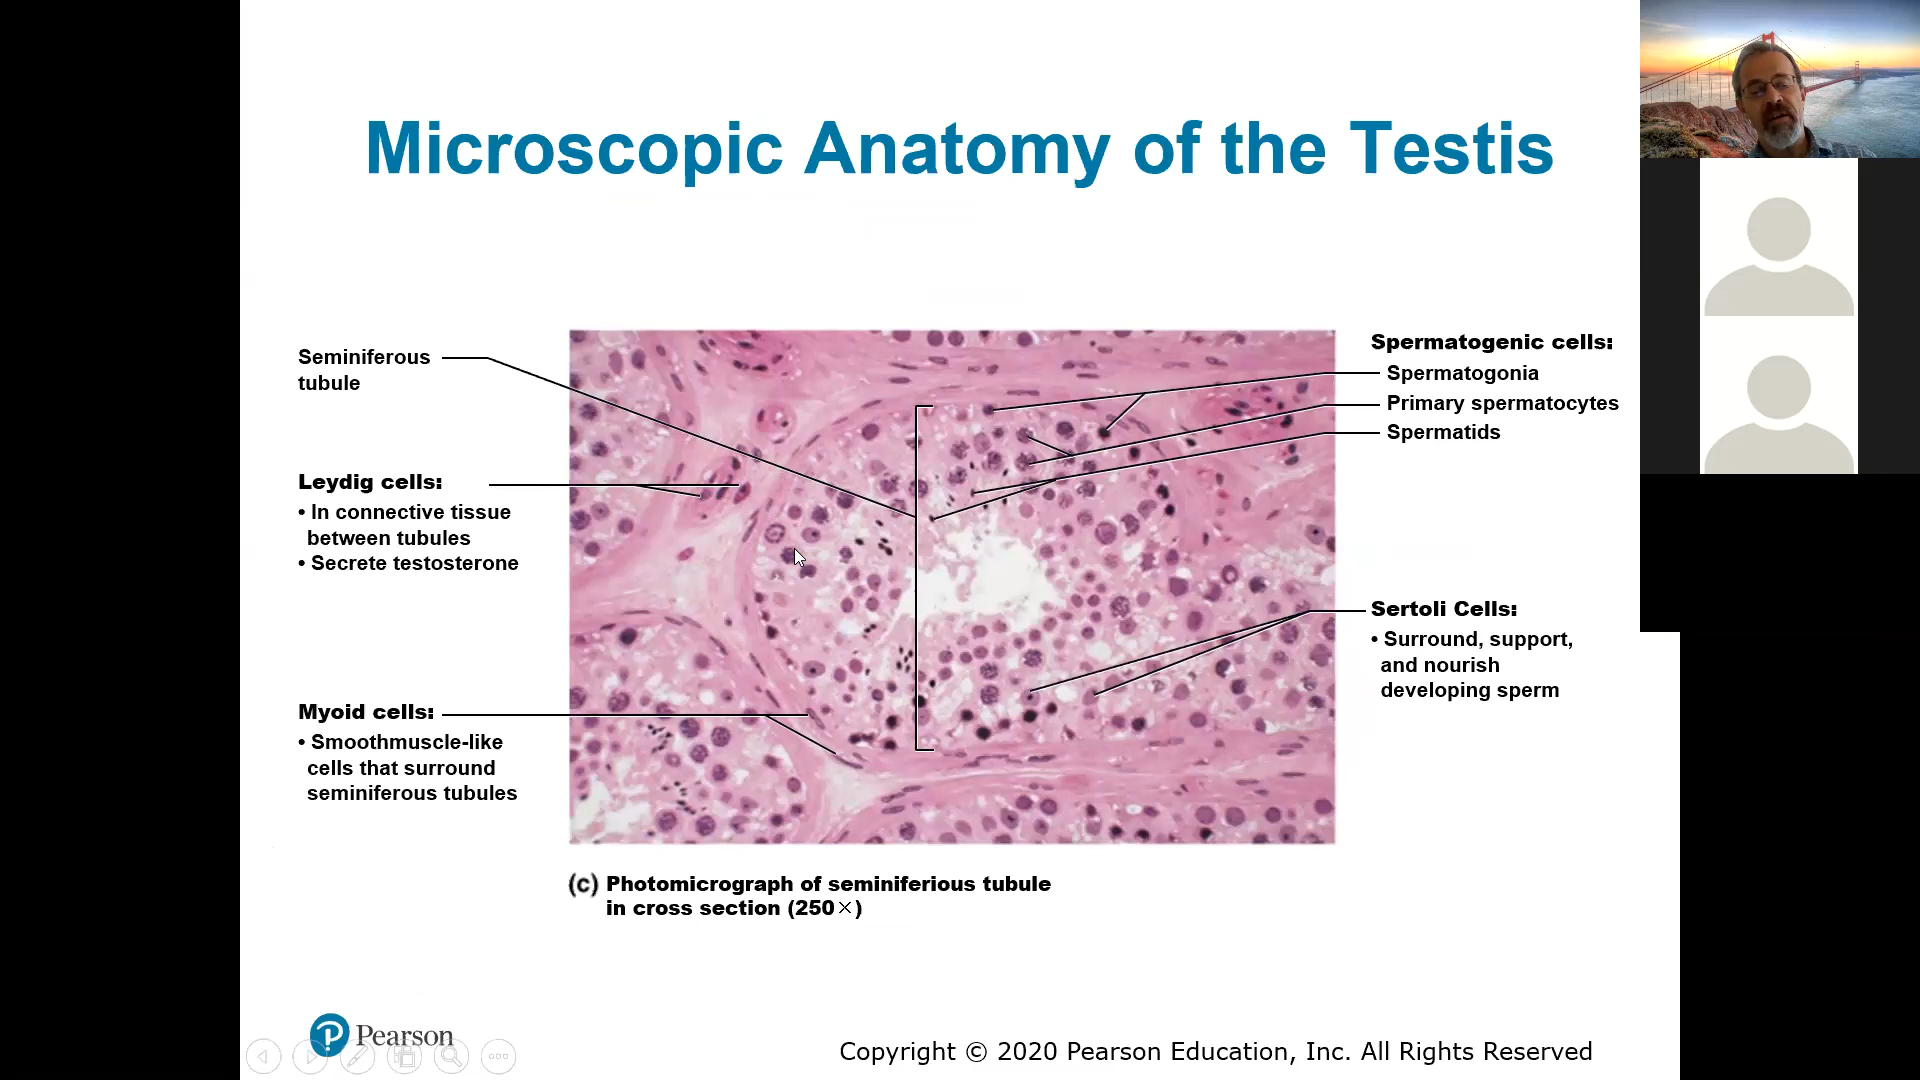 Microscopic Anatomy of the Testis
Seminiferous
tubule
Leydig cells:
• In connective tissue
between tubules
• Secrete testosterone
Myoid cells:
• Smoothmuscle-like
cells that surround
seminiferous tubules
Spermatogenic cells:
Spermatogonia
Primary spermatocytes
Spermatids
Sertoli Cells:
• Surround, support,
and nourish
developing sperm
(c) Photomicrograph of seminiferious tubule
in cross section (250×)
Pearson
Copyright © 2020 Pearson Education, Inc. All Rights Reserved